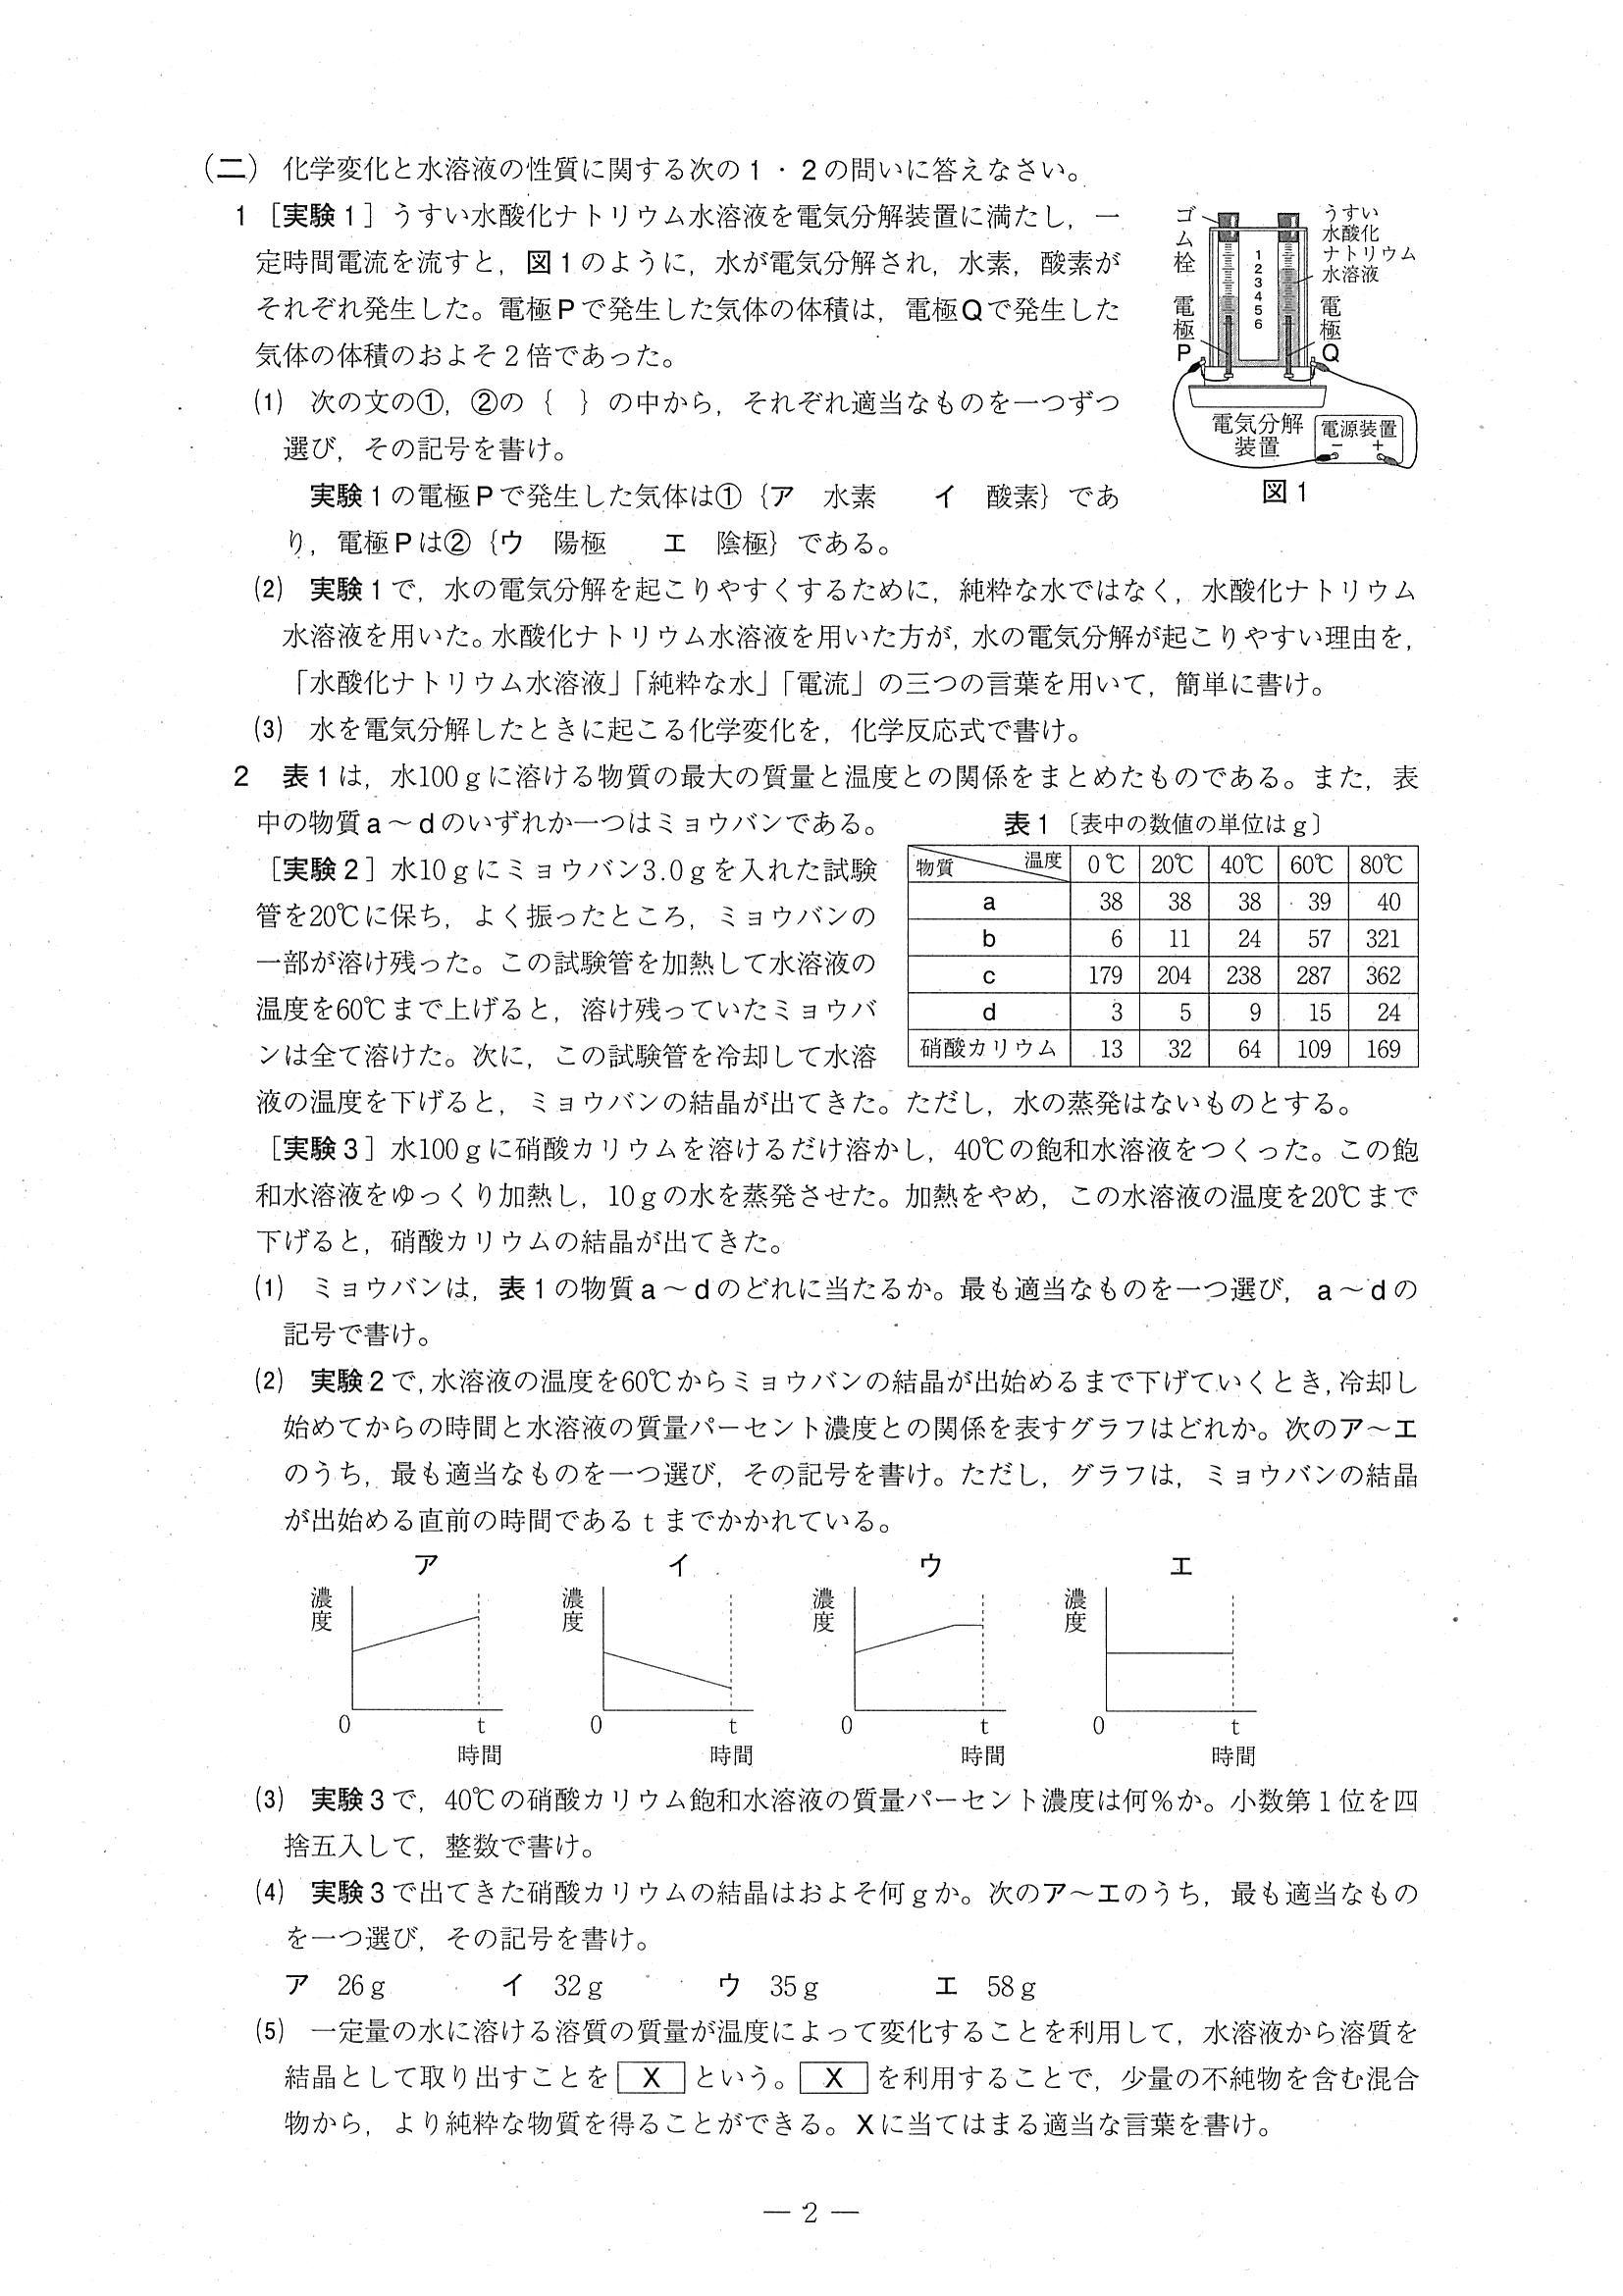 (二) 化学変化と水溶液の性質に関する次の1・2の問いに答えなさい。
1 [実験1] うすい水酸化ナトリウム水溶液を電気分解装置に満たし，一
定時間電流を流すと，図1のように，水が電気分解され，水素，酸素が
それぞれ発生した。電極Pで発生した気体の体積は，電極Qで発生した
気体の体積のおよそ2倍であった。
(1) 次の文の①，②の{ }の中から，それぞれ適当なものを一つずつ
選び，その記号を書け。
実験1の電極Pで発生した気体は①{ア 水素 イ 酸素}であ
り，電極Pは②{ウ 陽極 エ 陰極}である。
ゴム栓
電極P
1
2
3
4
5
6
うすい
水酸化
ナトリウム
水溶液
電極Q
電気分解
装置
電源装置
− +
図1
(2) 実験1で，水の電気分解を起こりやすくするために，純粋な水ではなく，水酸化ナトリウム
水溶液を用いた。水酸化ナトリウム水溶液を用いた方が，水の電気分解が起こりやすい理由を，
「水酸化ナトリウム水溶液」「純粋な水」「電流」の三つの言葉を用いて，簡単に書け。
(3) 水を電気分解したときに起こる化学変化を，化学反応式で書け。
2 表1は，水100gに溶ける物質の最大の質量と温度との関係をまとめたものである。また，表
中の物質a～dのいずれか一つはミョウバンである。
[実験2] 水10gにミョウバン3.0gを入れた試験
管を20℃に保ち，よく振ったところ，ミョウバンの
一部が溶け残った。この試験管を加熱して水溶液の
温度を60℃まで上げると，溶け残っていたミョウバ
ンは全て溶けた。次に，この試験管を冷却して水溶
液の温度を下げると，ミョウバンの結晶が出てきた。ただし，水の蒸発はないものとする。
表1 〔表中の数値の単位はg〕
物質 温度 0℃ 20℃ 40℃ 60℃ 80℃
a 38 38 38 39 40
b 6 11 24 57 321
c 179 204 238 287 362
d 3 5 9 15 24
硝酸カリウム 13 32 64 109 169
[実験3] 水100gに硝酸カリウムを溶けるだけ溶かし，40℃の飽和水溶液をつくった。この飽
和水溶液をゆっくり加熱し，10gの水を蒸発させた。加熱をやめ，この水溶液の温度を20℃まで
下げると，硝酸カリウムの結晶が出てきた。
(1) ミョウバンは，表1の物質a～dのどれに当たるか。最も適当なものを一つ選び，a～dの
記号で書け。
(2) 実験2で，水溶液の温度を60℃からミョウバンの結晶が出始めるまで下げていくとき，冷却し
始めてからの時間と水溶液の質量パーセント濃度との関係を表すグラフはどれか。次のア～エ
のうち，最も適当なものを一つ選び，その記号を書け。ただし，グラフは，ミョウバンの結晶
が出始める直前の時間であるtまでかかれている。
ア イ ウ エ
濃度 濃度 濃度 濃度
0 t 0 t 0 t 0 t
時間 時間 時間 時間
(3) 実験3で，40℃の硝酸カリウム飽和水溶液の質量パーセント濃度は何％か。小数第1位を四
捨五入して，整数で書け。
(4) 実験3で出てきた硝酸カリウムの結晶はおよそ何gか。次のア～エのうち，最も適当なもの
を一つ選び，その記号を書け。
ア 26g イ 32g ウ 35g エ 58g
(5) 一定量の水に溶ける溶質の質量が温度によって変化することを利用して，水溶液から溶質を
結晶として取り出すことを X という。 X を利用することで，少量の不純物を含む混合
物から，より純粋な物質を得ることができる。Xに当てはまる適当な言葉を書け。
— 2 —